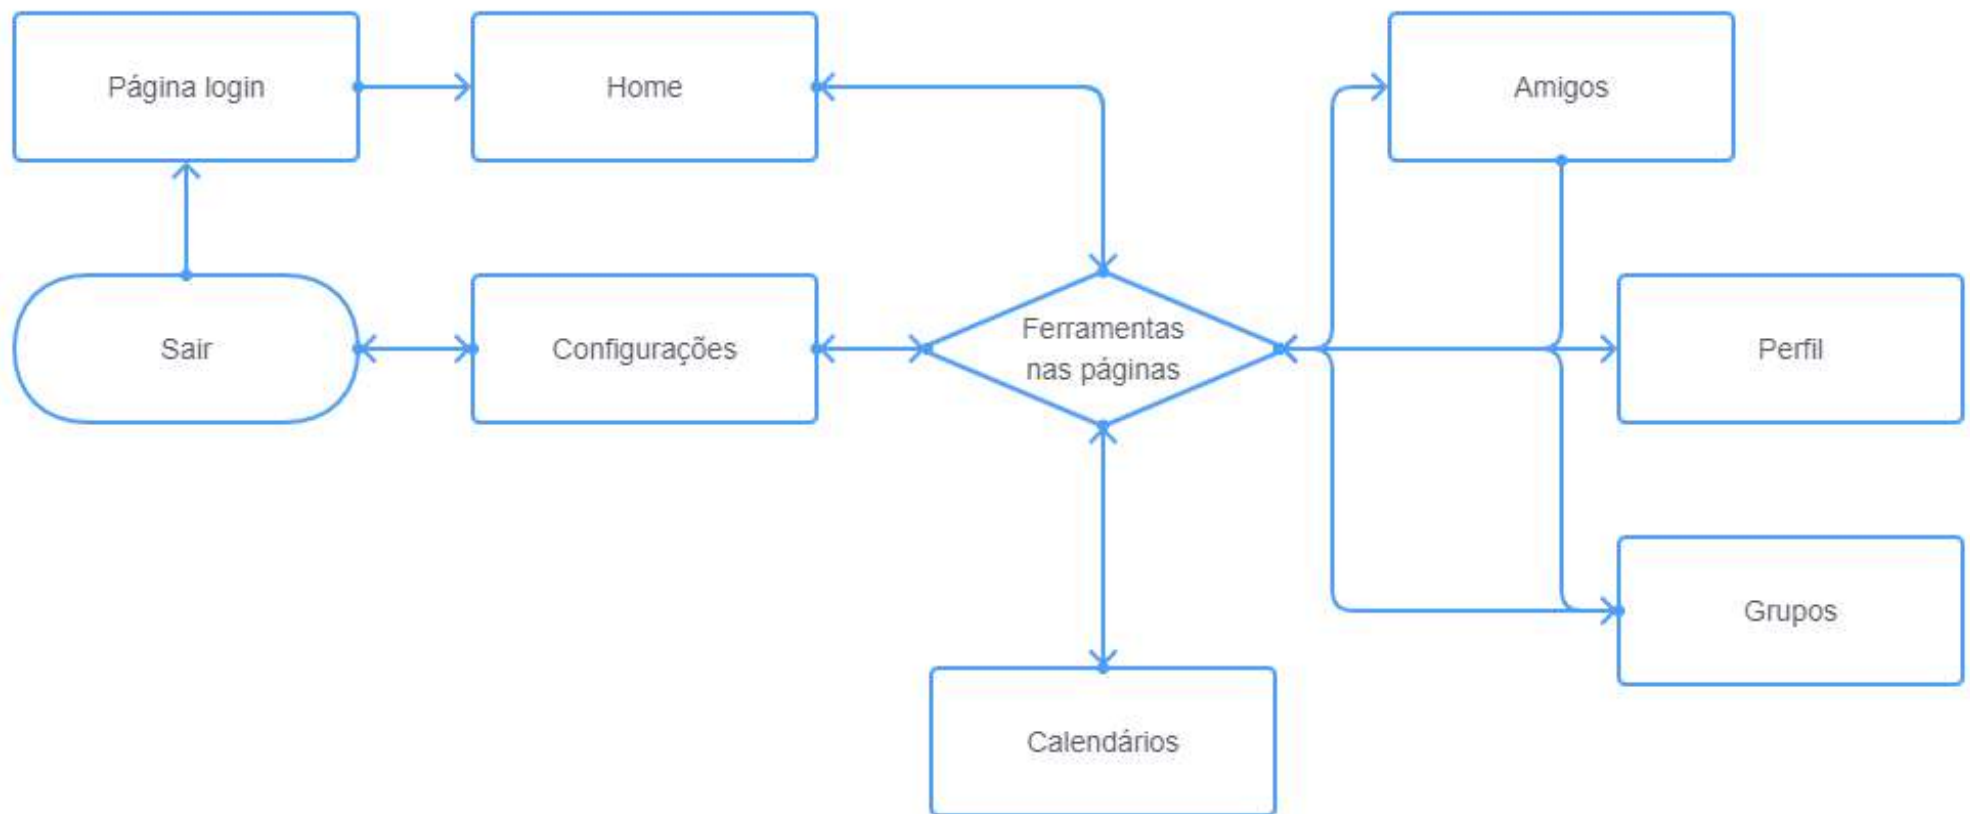 Página login
Home
Amigos
Sair
Configurações
Ferramentas
nas páginas
Perfil
Grupos
Calendários